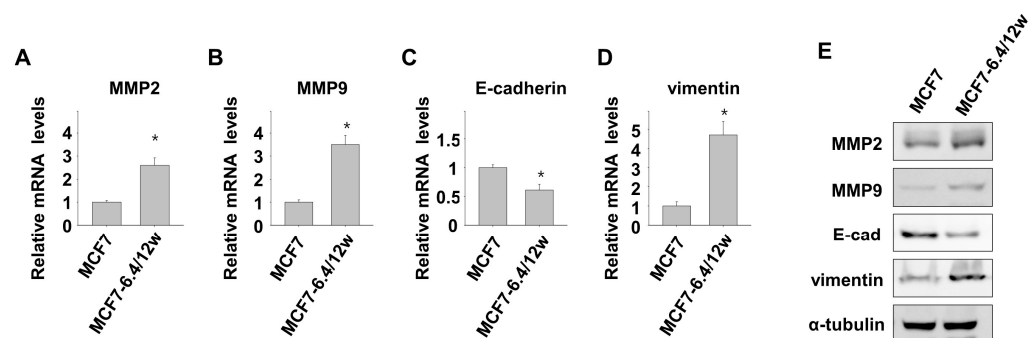 A
MMP2
Relative mRNA levels
4
3
2
1
0
*
MCF7
MCF7-6.4/12w
B
MMP9
Relative mRNA levels
4
3
2
1
0
*
MCF7
MCF7-6.4/12w
C
E-cadherin
Relative mRNA levels
1.5
1
0.5
0
*
MCF7
MCF7-6.4/12w
D
vimentin
Relative mRNA levels
5
4
3
2
1
0
*
MCF7
MCF7-6.4/12w
E
MCF7
MCF7-6.4/12w
MMP2
MMP9
E-cad
vimentin
α-tubulin